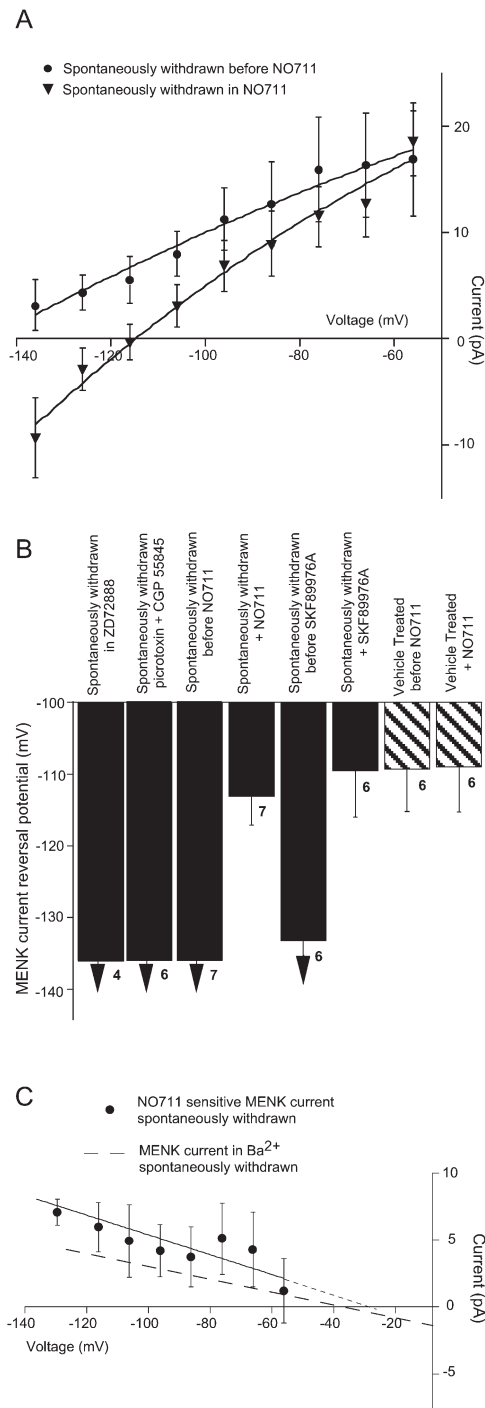 A
Spontaneously withdrawn before NO711
Spontaneously withdrawn in NO711
20
10
Voltage (mV)
Current (pA)
-140
-120
-100
-80
-60
0
-10
B
Spontaneously withdrawn
in ZD72888
Spontaneously withdrawn
picrotoxin + CGP 55845
Spontaneously withdrawn
before NO711
Spontaneously withdrawn
+ NO711
Spontaneously withdrawn
before SKF89976A
Spontaneously withdrawn
+ SKF89976A
Vehicle Treated
before NO711
Vehicle Treated
+ NO711
MENK current reversal potential (mV)
-100
-110
-120
-130
-140
4
6
7
7
6
6
6
6
C
NO711 sensitive MENK current
spontaneously withdrawn
MENK current in Ba2+
spontaneously withdrawn
10
5
Current (pA)
0
-140
-120
-100
-80
-60
-40
-20
Voltage (mV)
-5